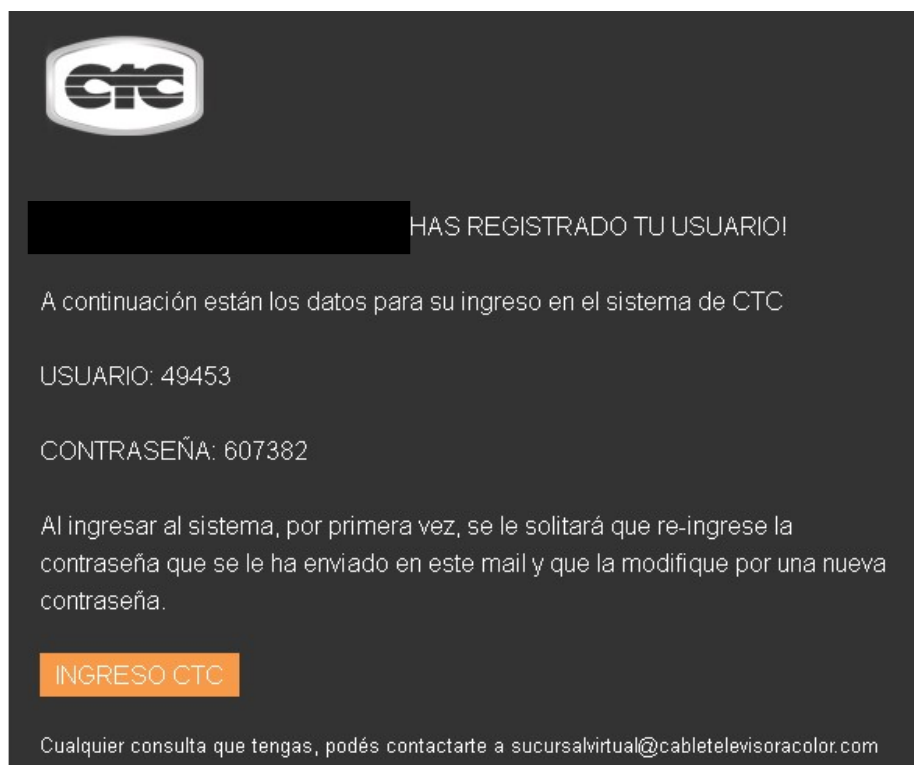 CTC
HAS REGISTRADO TU USUARIO!
A continuación están los datos para su ingreso en el sistema de CTC
USUARIO: 49453
CONTRASEÑA: 607382
Al ingresar al sistema, por primera vez, se le solitará que re-ingrese la
contraseña que se le ha enviado en este mail y que la modifique por una nueva
contraseña.
INGRESO CTC
Cualquier consulta que tengas, podés contactarte a sucursalvirtual@cabletelevisoracolor.com